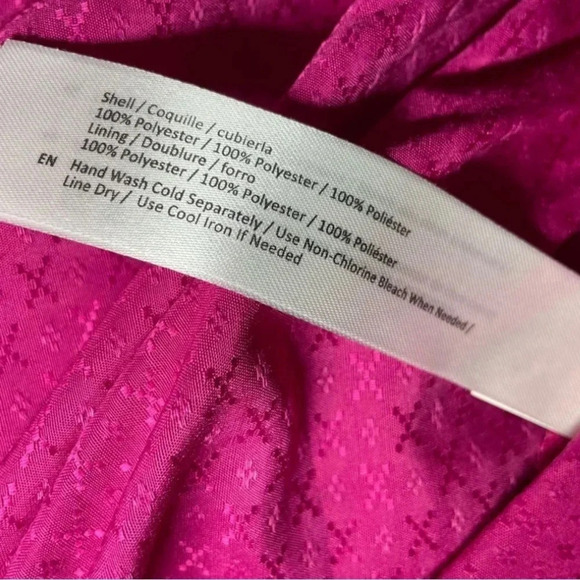 Shell / Coquille / cubierla
100% Polyester / 100% Polyester / 100% Poliéster
Lining / Doublure / forro
100% Polyester / 100% Polyester / 100% Poliéster
EN Hand Wash Cold Separately / Use Non-Chlorine Bleach When Needed /
Line Dry / Use Cool Iron If Needed